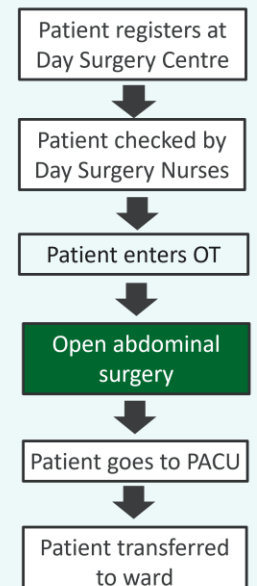 Patient registers at
Day Surgery Centre
Patient checked by
Day Surgery Nurses
Patient enters OT
Open abdominal
surgery
Patient goes to PACU
Patient transferred
to ward